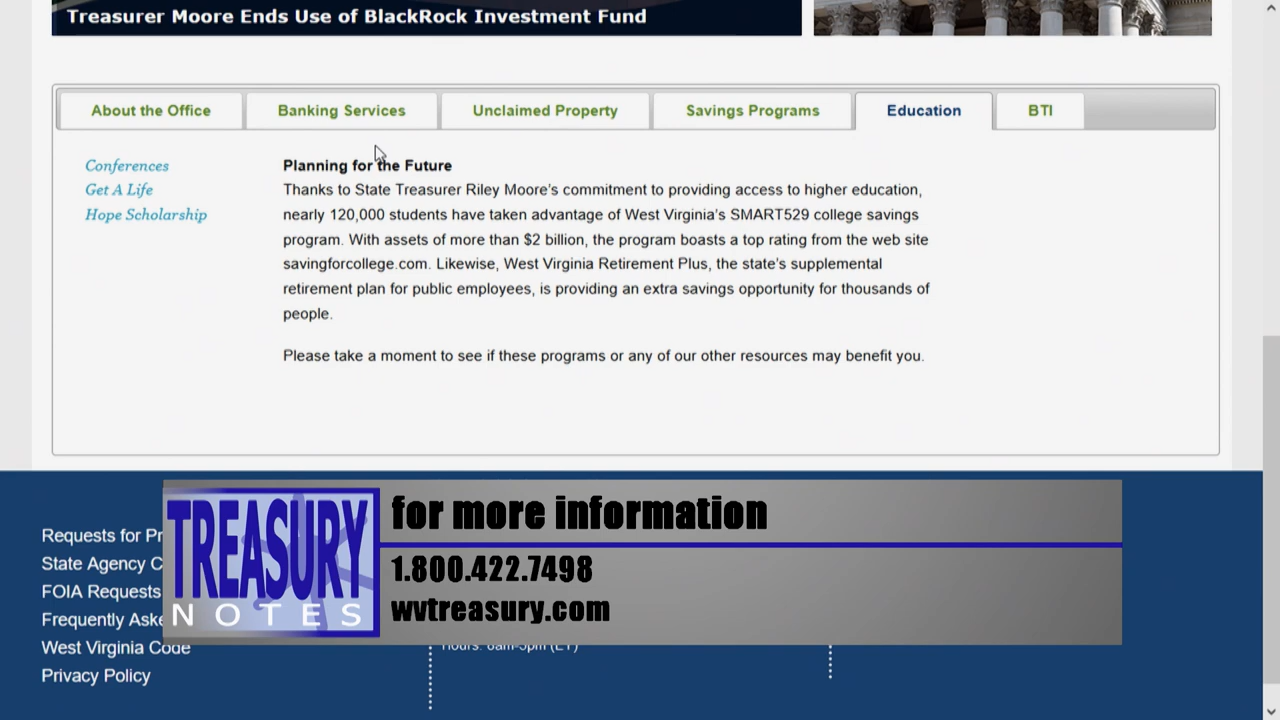 Treasurer Moore Ends Use of BlackRock Investment Fund
About the Office
Banking Services
Unclaimed Property
Savings Programs
Education
BTI
Conferences
Get A Life
Hope Scholarship
Planning for the Future
Thanks to State Treasurer Riley Moore's commitment to providing access to higher education,
nearly 120,000 students have taken advantage of West Virginia's SMART529 college savings
program. With assets of more than $2 billion, the program boasts a top rating from the web site
savingforcollege.com. Likewise, West Virginia Retirement Plus, the state's supplemental
retirement plan for public employees, is providing an extra savings opportunity for thousands of
people.
Please take a moment to see if these programs or any of our other resources may benefit you.
Requests for Pr
State Agency C
FOIA Requests
Frequently Aske
West Virginia Code
Privacy Policy
Hours: 8am-5pm (ET)
TREASURY
NOTES
for more information
1.800.422.7498
wvtreasury.com